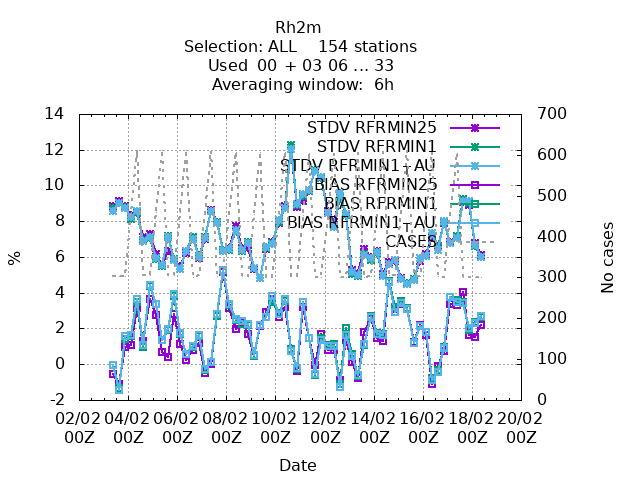 Rh2m
Selection: ALL    154 stations
Used  00 + 03 06 ... 33
Averaging window:  6h
14 700
STDV RFRMIN25
12 600
STDV RFRMIN1
STDV RFRMIN1-AU
10 500
BIAS RFRMIN25
BIAS RFRMIN1
8 400
BIAS RFRMIN1-AU
CASES
6 300
4 200
2
0 100
-2 0
%
No cases
02/02 04/02 06/02 08/02 10/02 12/02 14/02 16/02 18/02 20/02
00Z 00Z 00Z 00Z 00Z 00Z 00Z 00Z 00Z 00Z
Date